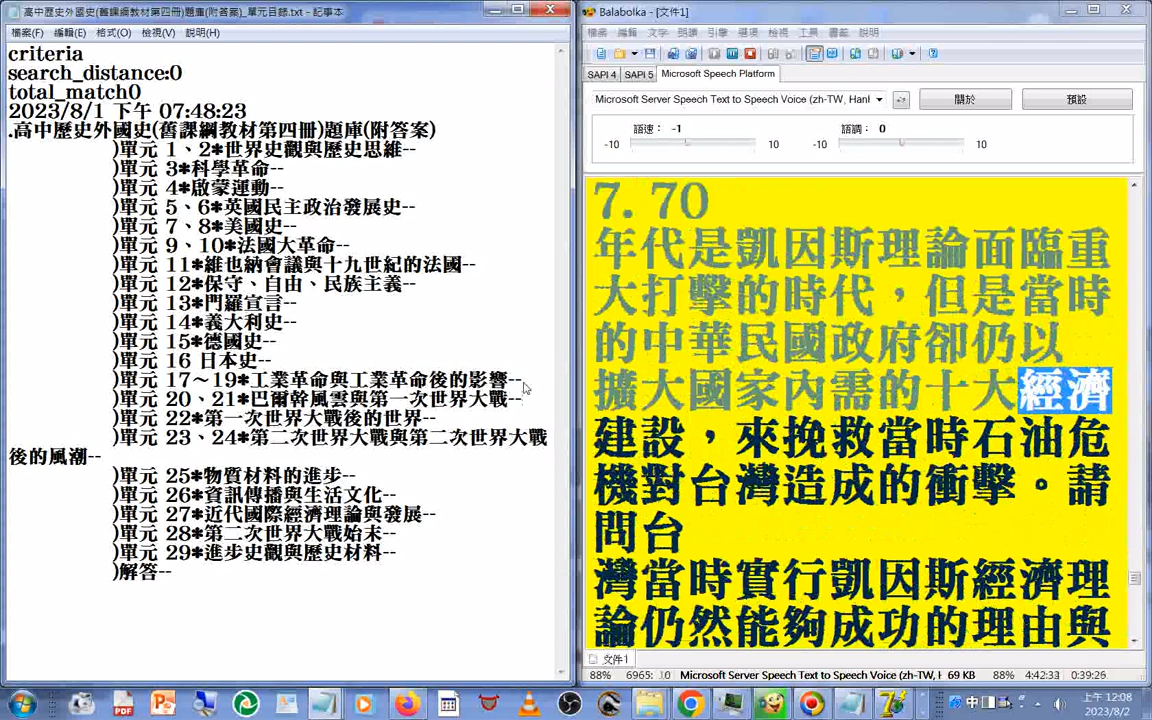 高中歷史外國史(舊課綱教材第四冊)題庫(附答案)_單元目錄.txt - 記事本
檔案(F) 編輯(E) 格式(O) 檢視(V) 說明(H)
criteria
search_distance:0
total_match0
2023/8/1 下午 07:48:23
.高中歷史外國史(舊課綱教材第四冊)題庫(附答案)
)單元 1、2*世界史觀與歷史思維--
)單元 3*科學革命--
)單元 4*啟蒙運動--
)單元 5、6*英國民主政治發展史--
)單元 7、8*美國史--
)單元 9、10*法國大革命--
)單元 11*維也納會議與十九世紀的法國--
)單元 12*保守、自由、民族主義--
)單元 13*門羅宣言--
)單元 14*義大利史--
)單元 15*德國史--
)單元 16 日本史--
)單元 17～19*工業革命與工業革命後的影響--
)單元 20、21*巴爾幹風雲與第一次世界大戰--
)單元 22*第一次世界大戰後的世界--
)單元 23、24*第二次世界大戰與第二次世界大戰
後的風潮--
)單元 25*物質材料的進步--
)單元 26*資訊傳播與生活文化--
)單元 27*近代國際經濟理論與發展--
)單元 28*第二次世界大戰始末--
)單元 29*進步史觀與歷史材料--
)解答--
Balabolka - [文件1]
檔案 編輯 文字 朗讀 引擎 選項 檢視 工具 書籤 說明
SAPI 4 SAPI 5 Microsoft Speech Platform
Microsoft Server Speech Text to Speech Voice (zh-TW, Hanl 關於 預設
語速： -1 語調： 0
-10 10 -10 10
7. 70
年代是凱因斯理論面臨重
大打擊的時代，但是當時
的中華民國政府卻仍以
擴大國家內需的十大經濟
建設，來挽救當時石油危
機對台灣造成的衝擊。請
問台
灣當時實行凱因斯經濟理
論仍然能夠成功的理由與
文件1
88% 6965: Microsoft Server Speech Text to Speech Voice (zh-TW, H 69 KB 88% 4:42:33 0:39:26
中 上午 12:08
2023/8/2